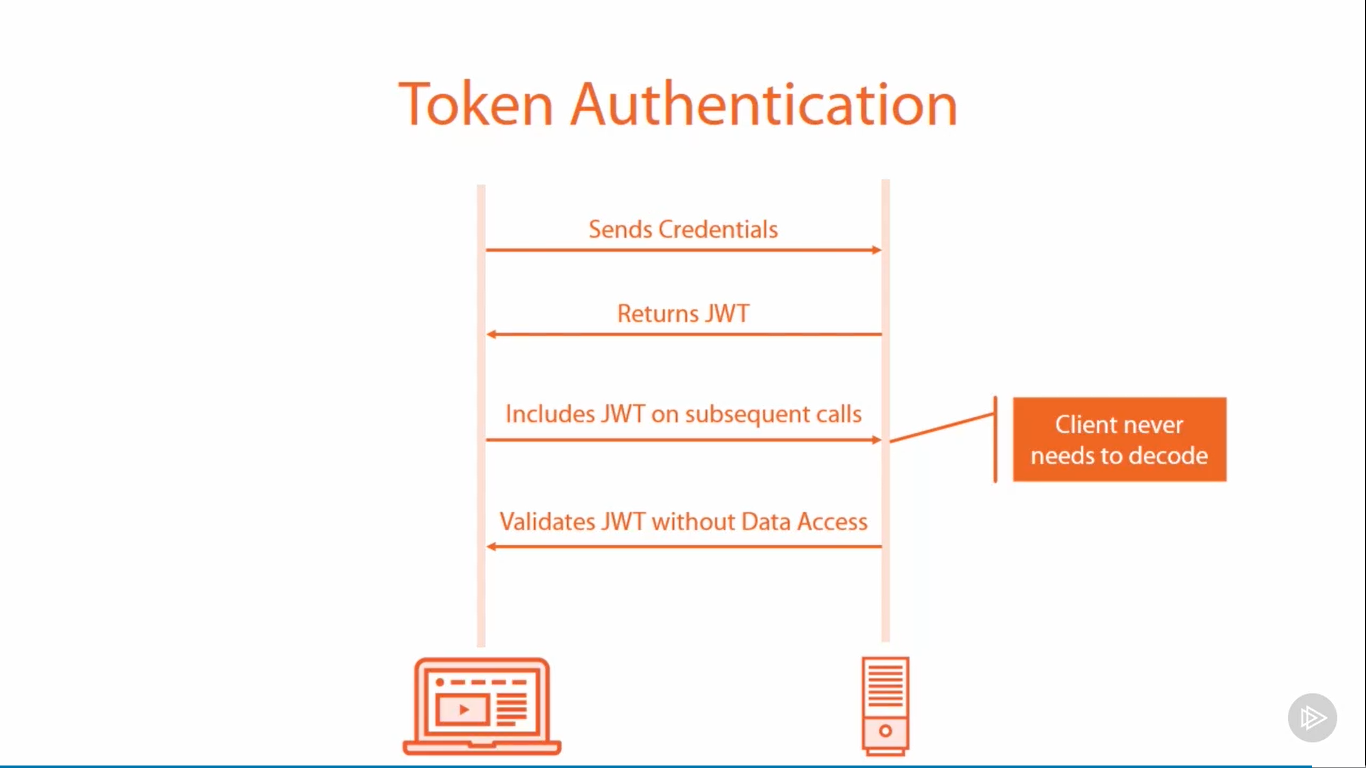 Token Authentication
Sends Credentials
Returns JWT
Includes JWT on subsequent calls
Client never
needs to decode
Validates JWT without Data Access